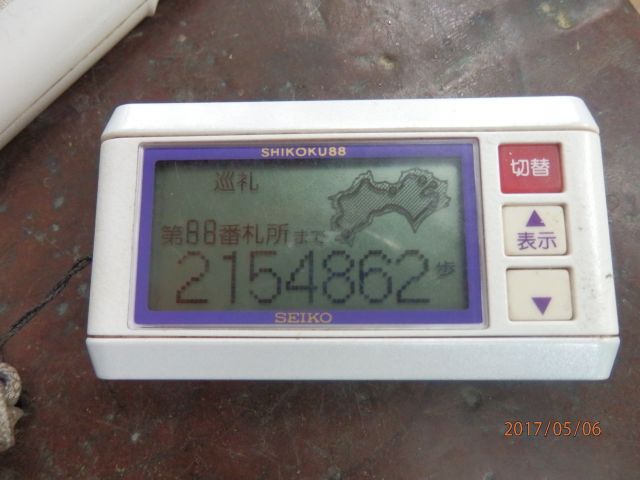 SHIKOKU88
巡礼
第88番札所まで
2154862歩
SEIKO
切替
▲
表示
▼
2017/05/06